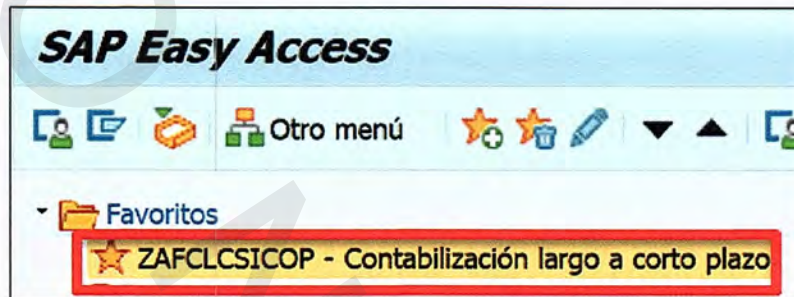 SAP Easy Access
Otro menú
Favoritos
ZAFCLCSICOP - Contabilización largo a corto plazo